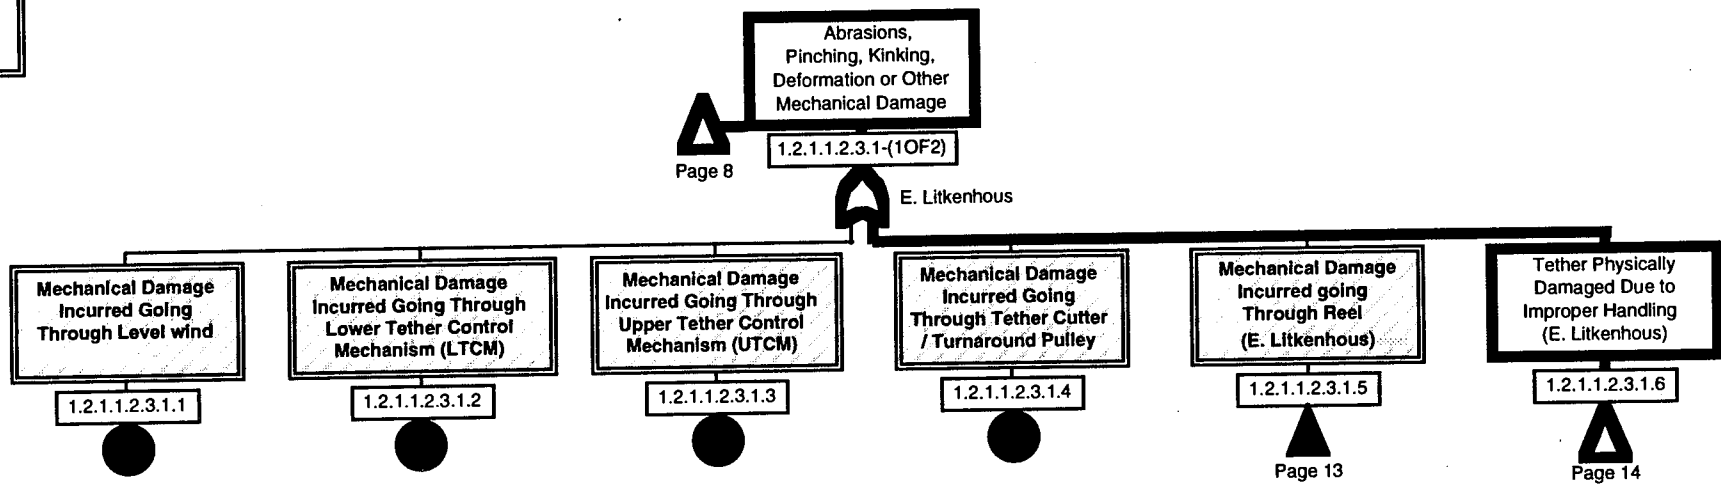 Abrasions,
Pinching, Kinking,
Deformation or Other
Mechanical Damage
Page 8
1.2.1.1.2.3.1-(1OF2)
E. Litkenhous
Mechanical Damage
Incurred Going
Through Level wind
1.2.1.1.2.3.1.1
Mechanical Damage
Incurred Going Through
Lower Tether Control
Mechanism (LTCM)
1.2.1.1.2.3.1.2
Mechanical Damage
Incurred Going Through
Upper Tether Control
Mechanism (UTCM)
1.2.1.1.2.3.1.3
Mechanical Damage
Incurred Going
Through Tether Cutter
/ Turnaround Pulley
1.2.1.1.2.3.1.4
Mechanical Damage
Incurred going
Through Reel
(E. Litkenhous)
1.2.1.1.2.3.1.5
Page 13
Tether Physically
Damaged Due to
Improper Handling
(E. Litkenhous)
1.2.1.1.2.3.1.6
Page 14